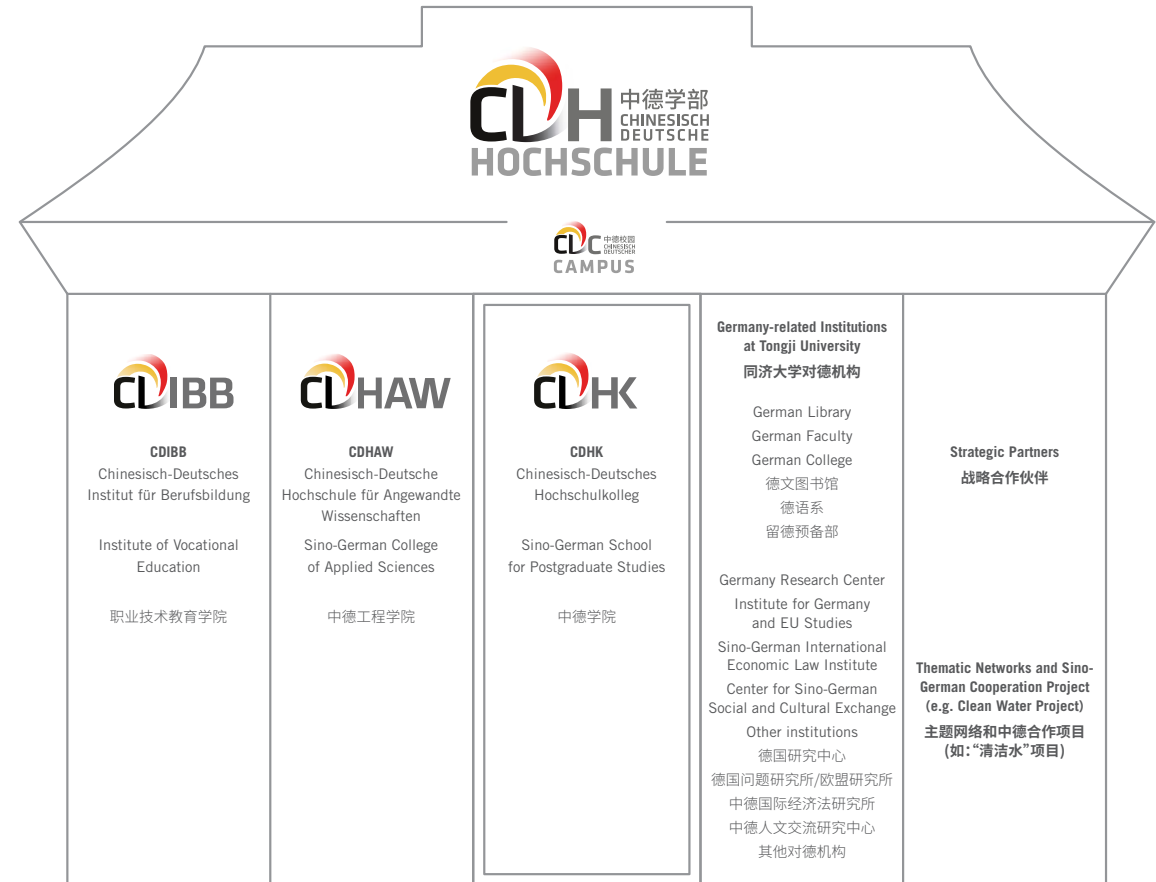 CDH 中德学部
CHINESISCH
DEUTSCHE
HOCHSCHULE
CDC 中德校园
CHINESISCH
DEUTSCHER
CAMPUS
CDIBB
CDIBB
Chinesisch-Deutsches
Institut für Berufsbildung
Institute of Vocational
Education
职业技术教育学院
CDHAW
CDHAW
Chinesisch-Deutsche
Hochschule für Angewandte
Wissenschaften
Sino-German College
of Applied Sciences
中德工程学院
CDHK
CDHK
Chinesisch-Deutsches
Hochschulkolleg
Sino-German School
for Postgraduate Studies
中德学院
Germany-related Institutions
at Tongji University
同济大学对德机构
German Library
German Faculty
German College
德文图书馆
德语系
留德预备部
Germany Research Center
Institute for Germany
and EU Studies
Sino-German International
Economic Law Institute
Center for Sino-German
Social and Cultural Exchange
Other institutions
德国研究中心
德国问题研究所/欧盟研究所
中德国际经济法研究所
中德人文交流研究中心
其他对德机构
Strategic Partners
战略合作伙伴
Thematic Networks and Sino-
German Cooperation Project
(e.g. Clean Water Project)
主题网络和中德合作项目
(如：“清洁水”项目)